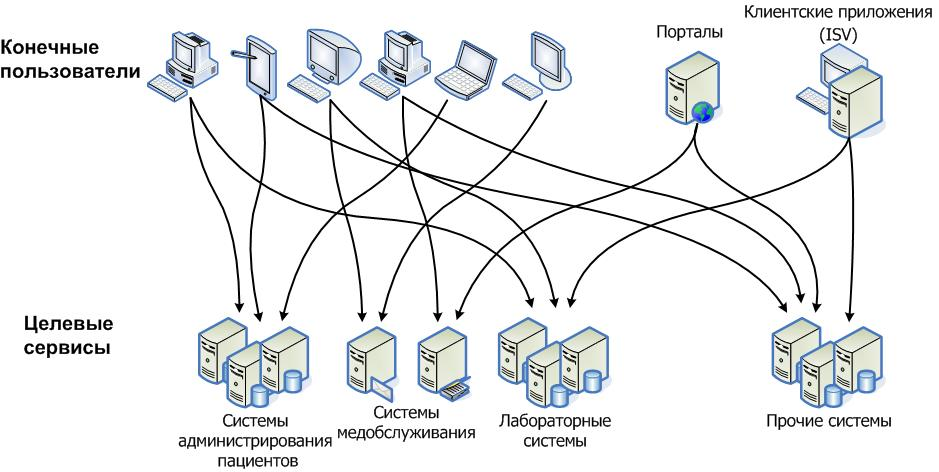 Конечные
пользователи
Порталы
Клиентские приложения
(ISV)
Целевые
сервисы
Системы
администрирования
пациентов
Системы
медобслуживания
Лабораторные
системы
Прочие системы